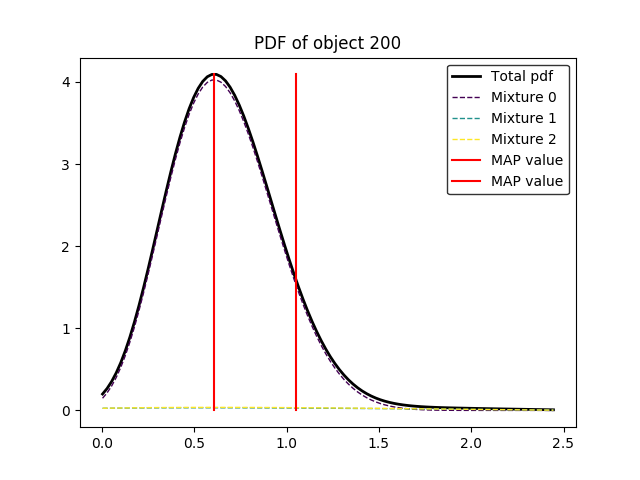 PDF of object 200
Total pdf
Mixture 0
Mixture 1
Mixture 2
MAP value
MAP value
4
3
2
1
0
0.0 0.5 1.0 1.5 2.0 2.5